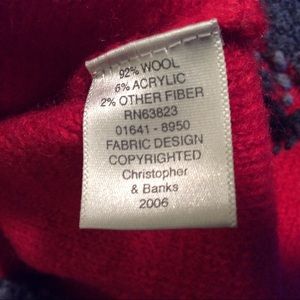 92% WOOL
6% ACRYLIC
2% OTHER FIBER
RN63823
01641 - 8950
FABRIC DESIGN
COPYRIGHTED
Christopher
& Banks
2006